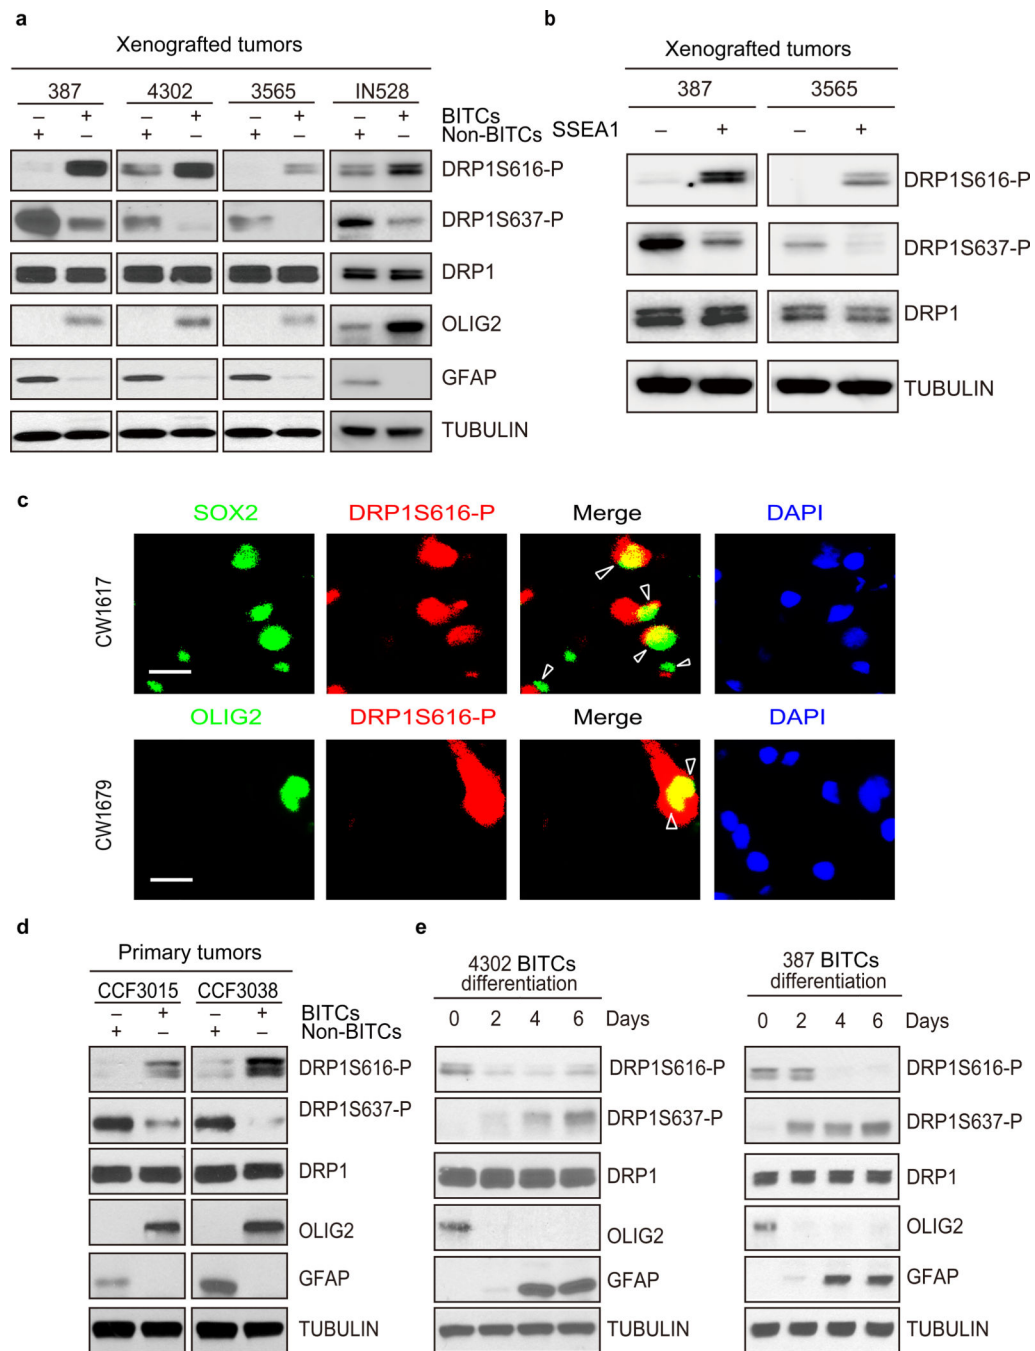 a
Xenografted tumors
387 4302 3565 IN528
– + – + – + – + BITCs
+ – + – + – + – Non-BITCs
DRP1S616-P
DRP1S637-P
DRP1
OLIG2
GFAP
TUBULIN
b
Xenografted tumors
387 3565
SSEA1 – + – +
DRP1S616-P
DRP1S637-P
DRP1
TUBULIN
c
SOX2 DRP1S616-P Merge DAPI
CW1617
OLIG2 DRP1S616-P Merge DAPI
CW1679
d
Primary tumors
CCF3015 CCF3038
– + – + BITCs
+ – + – Non-BITCs
DRP1S616-P
DRP1S637-P
DRP1
OLIG2
GFAP
TUBULIN
e
4302 BITCs
differentiation
0 2 4 6 Days
DRP1S616-P
DRP1S637-P
DRP1
OLIG2
GFAP
TUBULIN
387 BITCs
differentiation
0 2 4 6 Days
DRP1S616-P
DRP1S637-P
DRP1
OLIG2
GFAP
TUBULIN